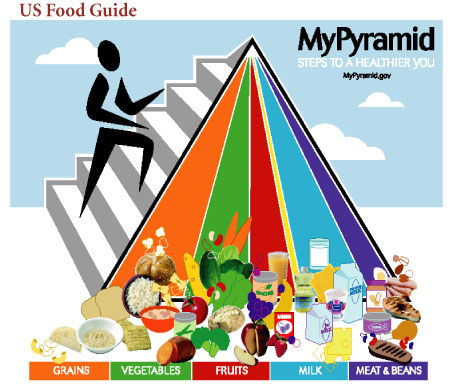 US Food Guide
MyPyramid
STEPS TO A HEALTHIER YOU
MyPyramid.gov
GRAINS
VEGETABLES
FRUITS
MILK
MEAT & BEANS